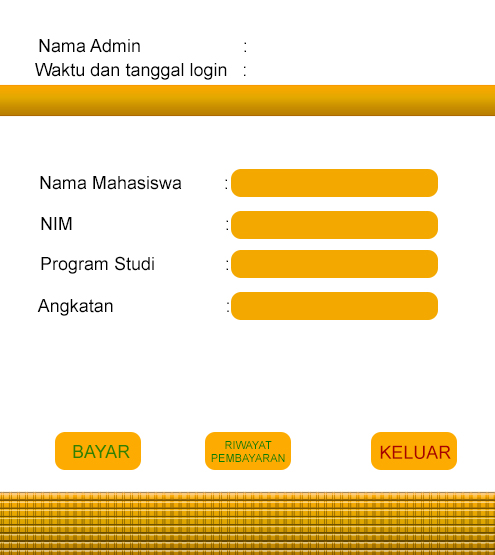 Nama Admin :
Waktu dan tanggal login :
Nama Mahasiswa :
NIM :
Program Studi :
Angkatan :
BAYAR
RIWAYAT
PEMBAYARAN
KELUAR